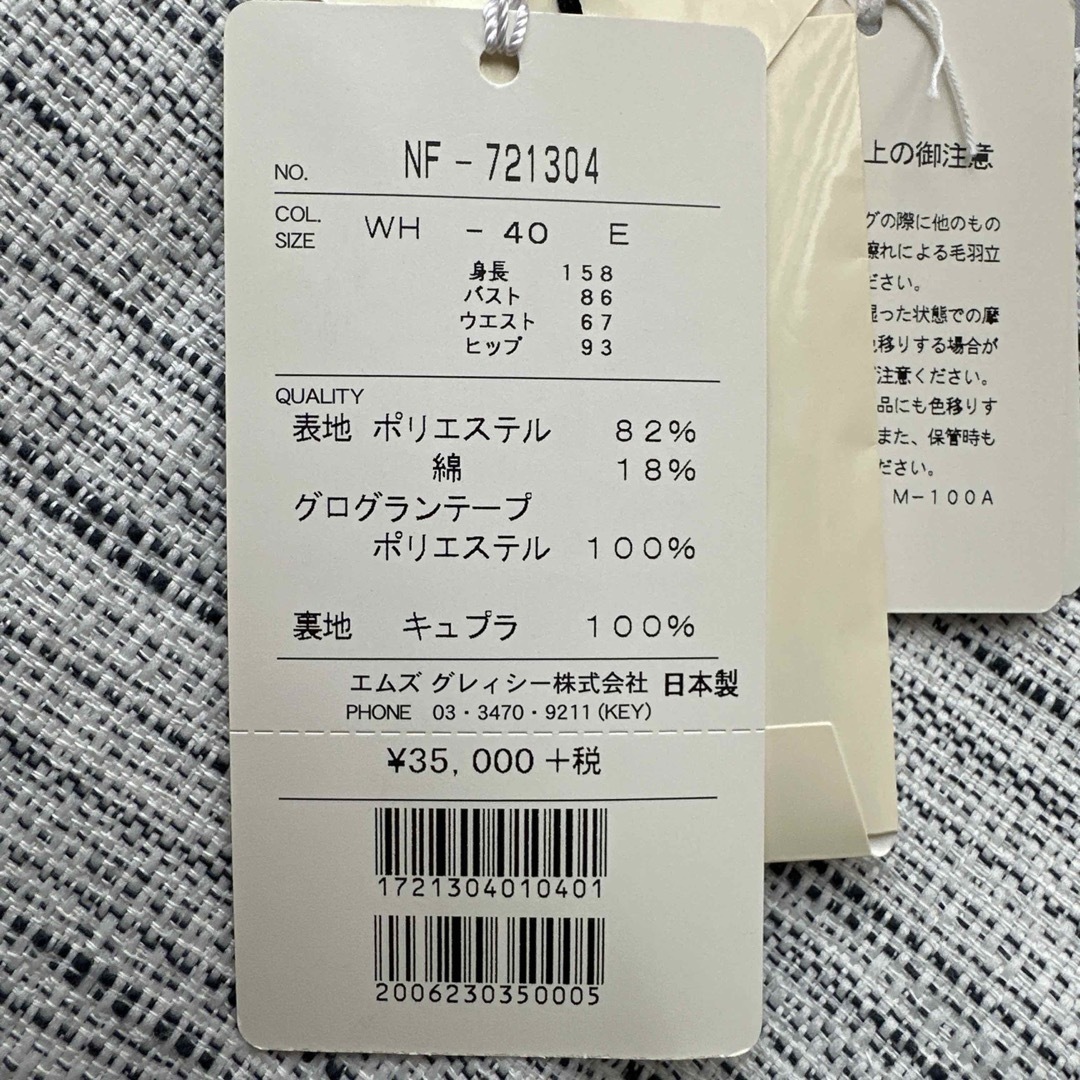 NO. NF-721304
COL. SIZE WH -40 E
身長 158
バスト 86
ウエスト 67
ヒップ 93
QUALITY
表地 ポリエステル 82%
綿 18%
グログランテープ
ポリエステル 100%
裏地 キュプラ 100%
エムズ グレィシー株式会社 日本製
PHONE 03・3470・9211(KEY)
¥35,000+税
1721304010401
2006230350005
上の御注意
グの際に他のもの
擦れによる毛羽立
ださい。
湿った状態での摩
色移りする場合が
ご注意ください。
品にも色移りす
また、保管時も
ださい。
M-100A